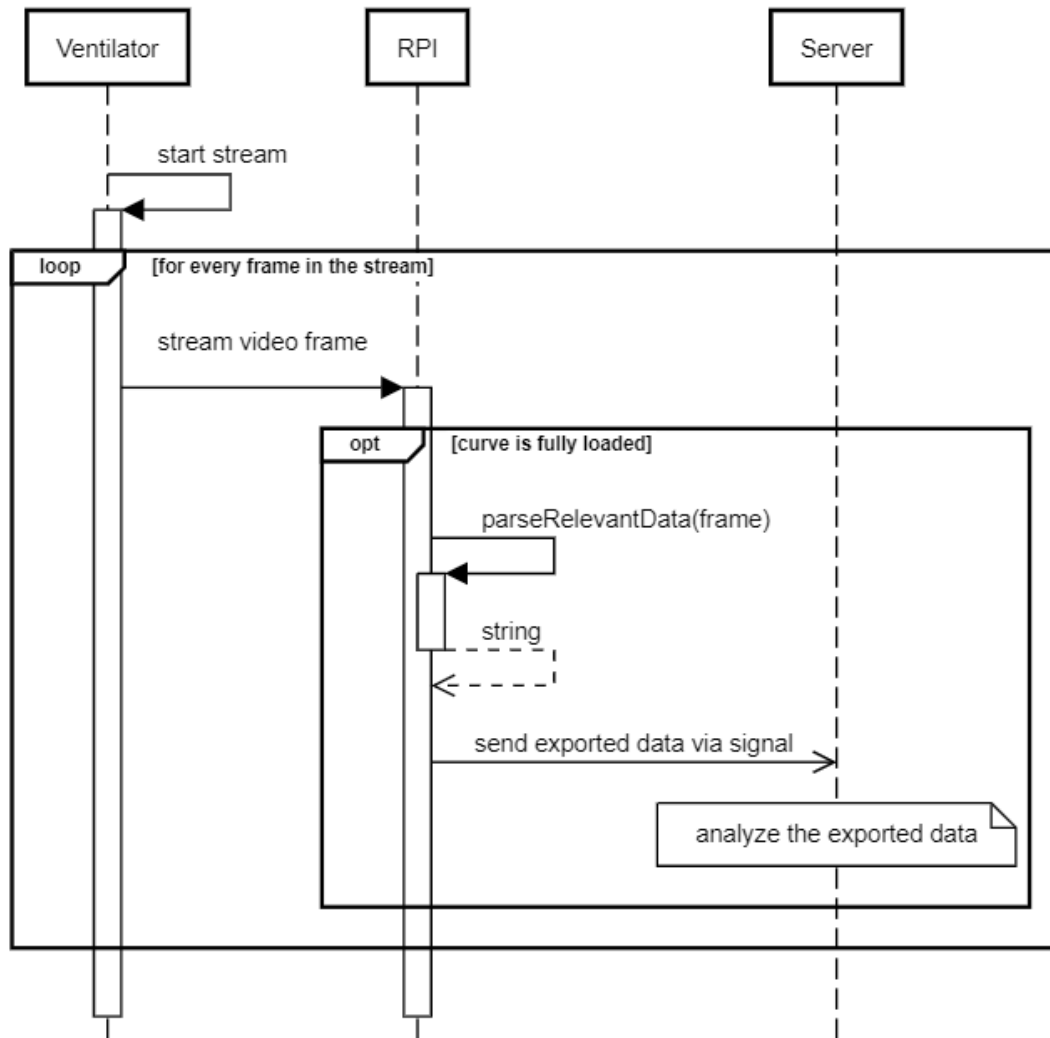 Ventilator
RPI
Server
start stream
loop
[for every frame in the stream]
stream video frame
opt
[curve is fully loaded]
parseRelevantData(frame)
string
send exported data via signal
analyze the exported data